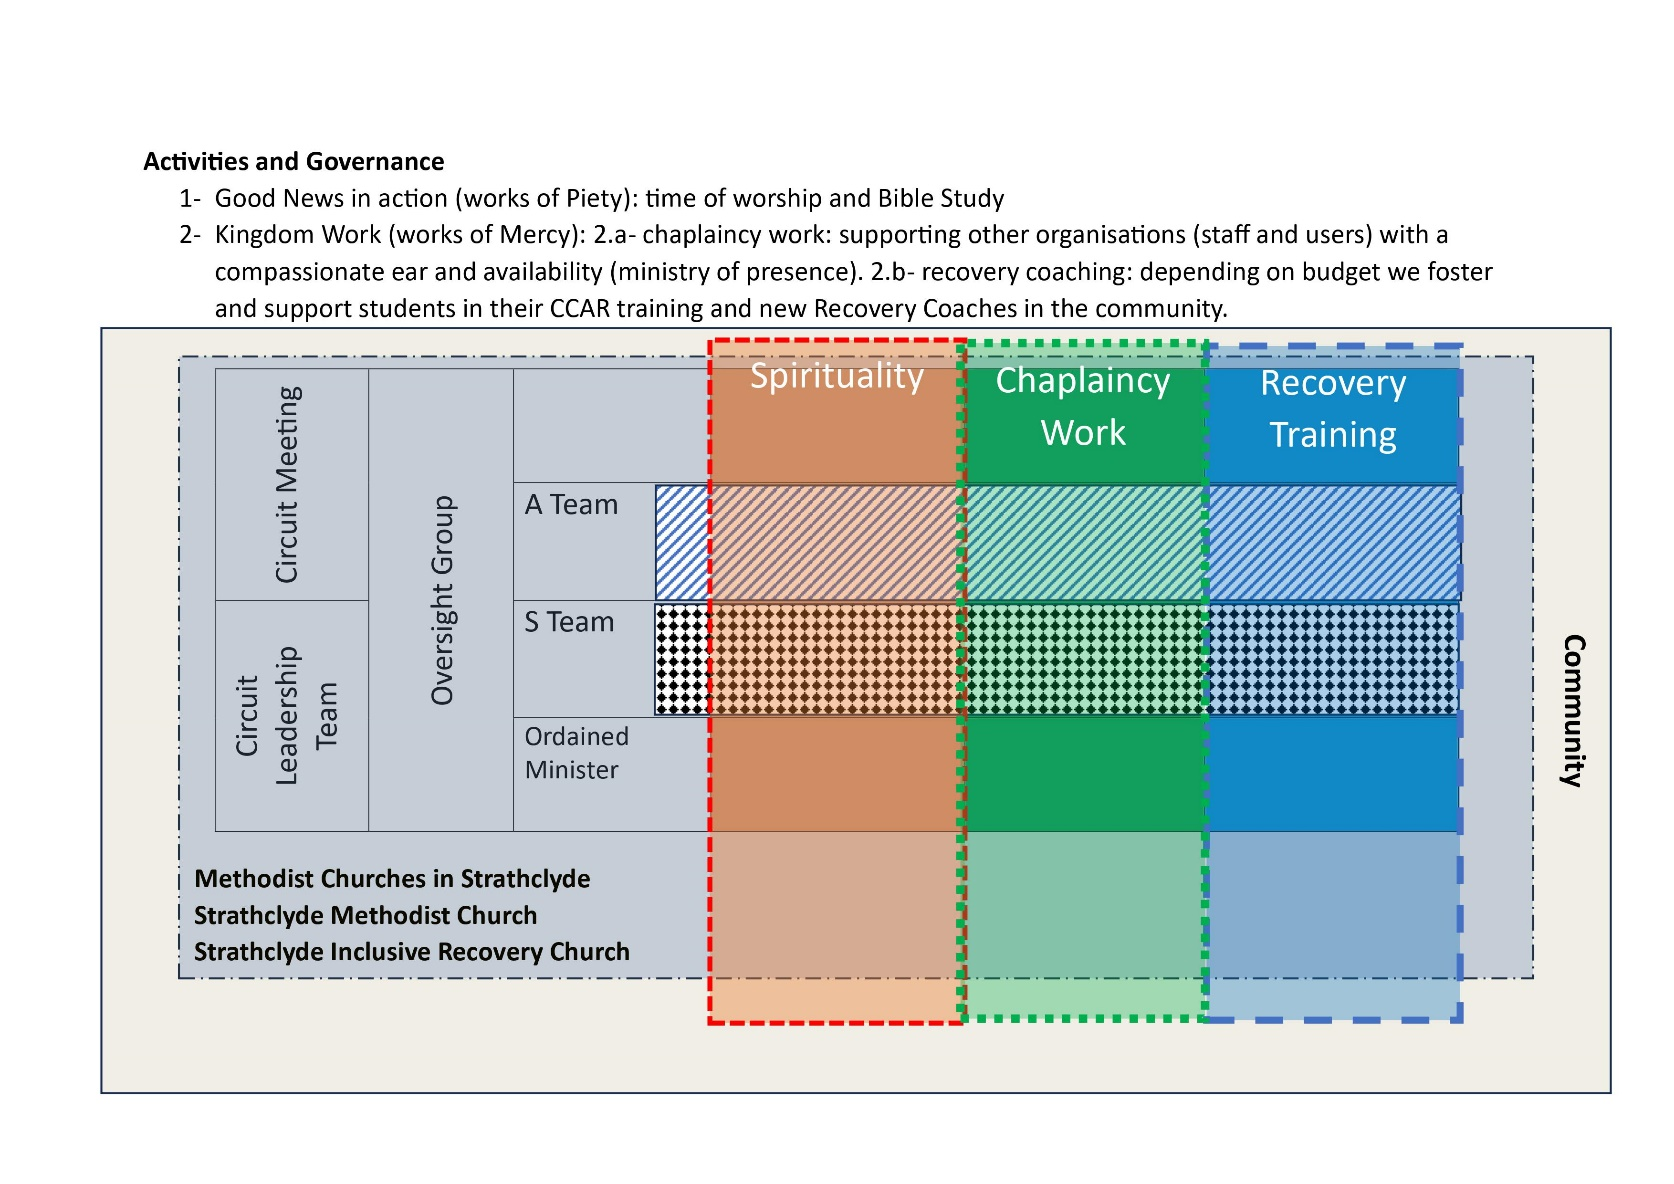 Activities and Governance
1- Good News in action (works of Piety): time of worship and Bible Study
2- Kingdom Work (works of Mercy): 2.a- chaplaincy work: supporting other organisations (staff and users) with a
compassionate ear and availability (ministry of presence). 2.b- recovery coaching: depending on budget we foster
and support students in their CCAR training and new Recovery Coaches in the community.
Circuit Meeting
Circuit
Leadership
Team
Oversight Group
Spirituality
Chaplaincy
Work
Recovery
Training
A Team
S Team
Ordained
Minister
Methodist Churches in Strathclyde
Strathclyde Methodist Church
Strathclyde Inclusive Recovery Church
Community